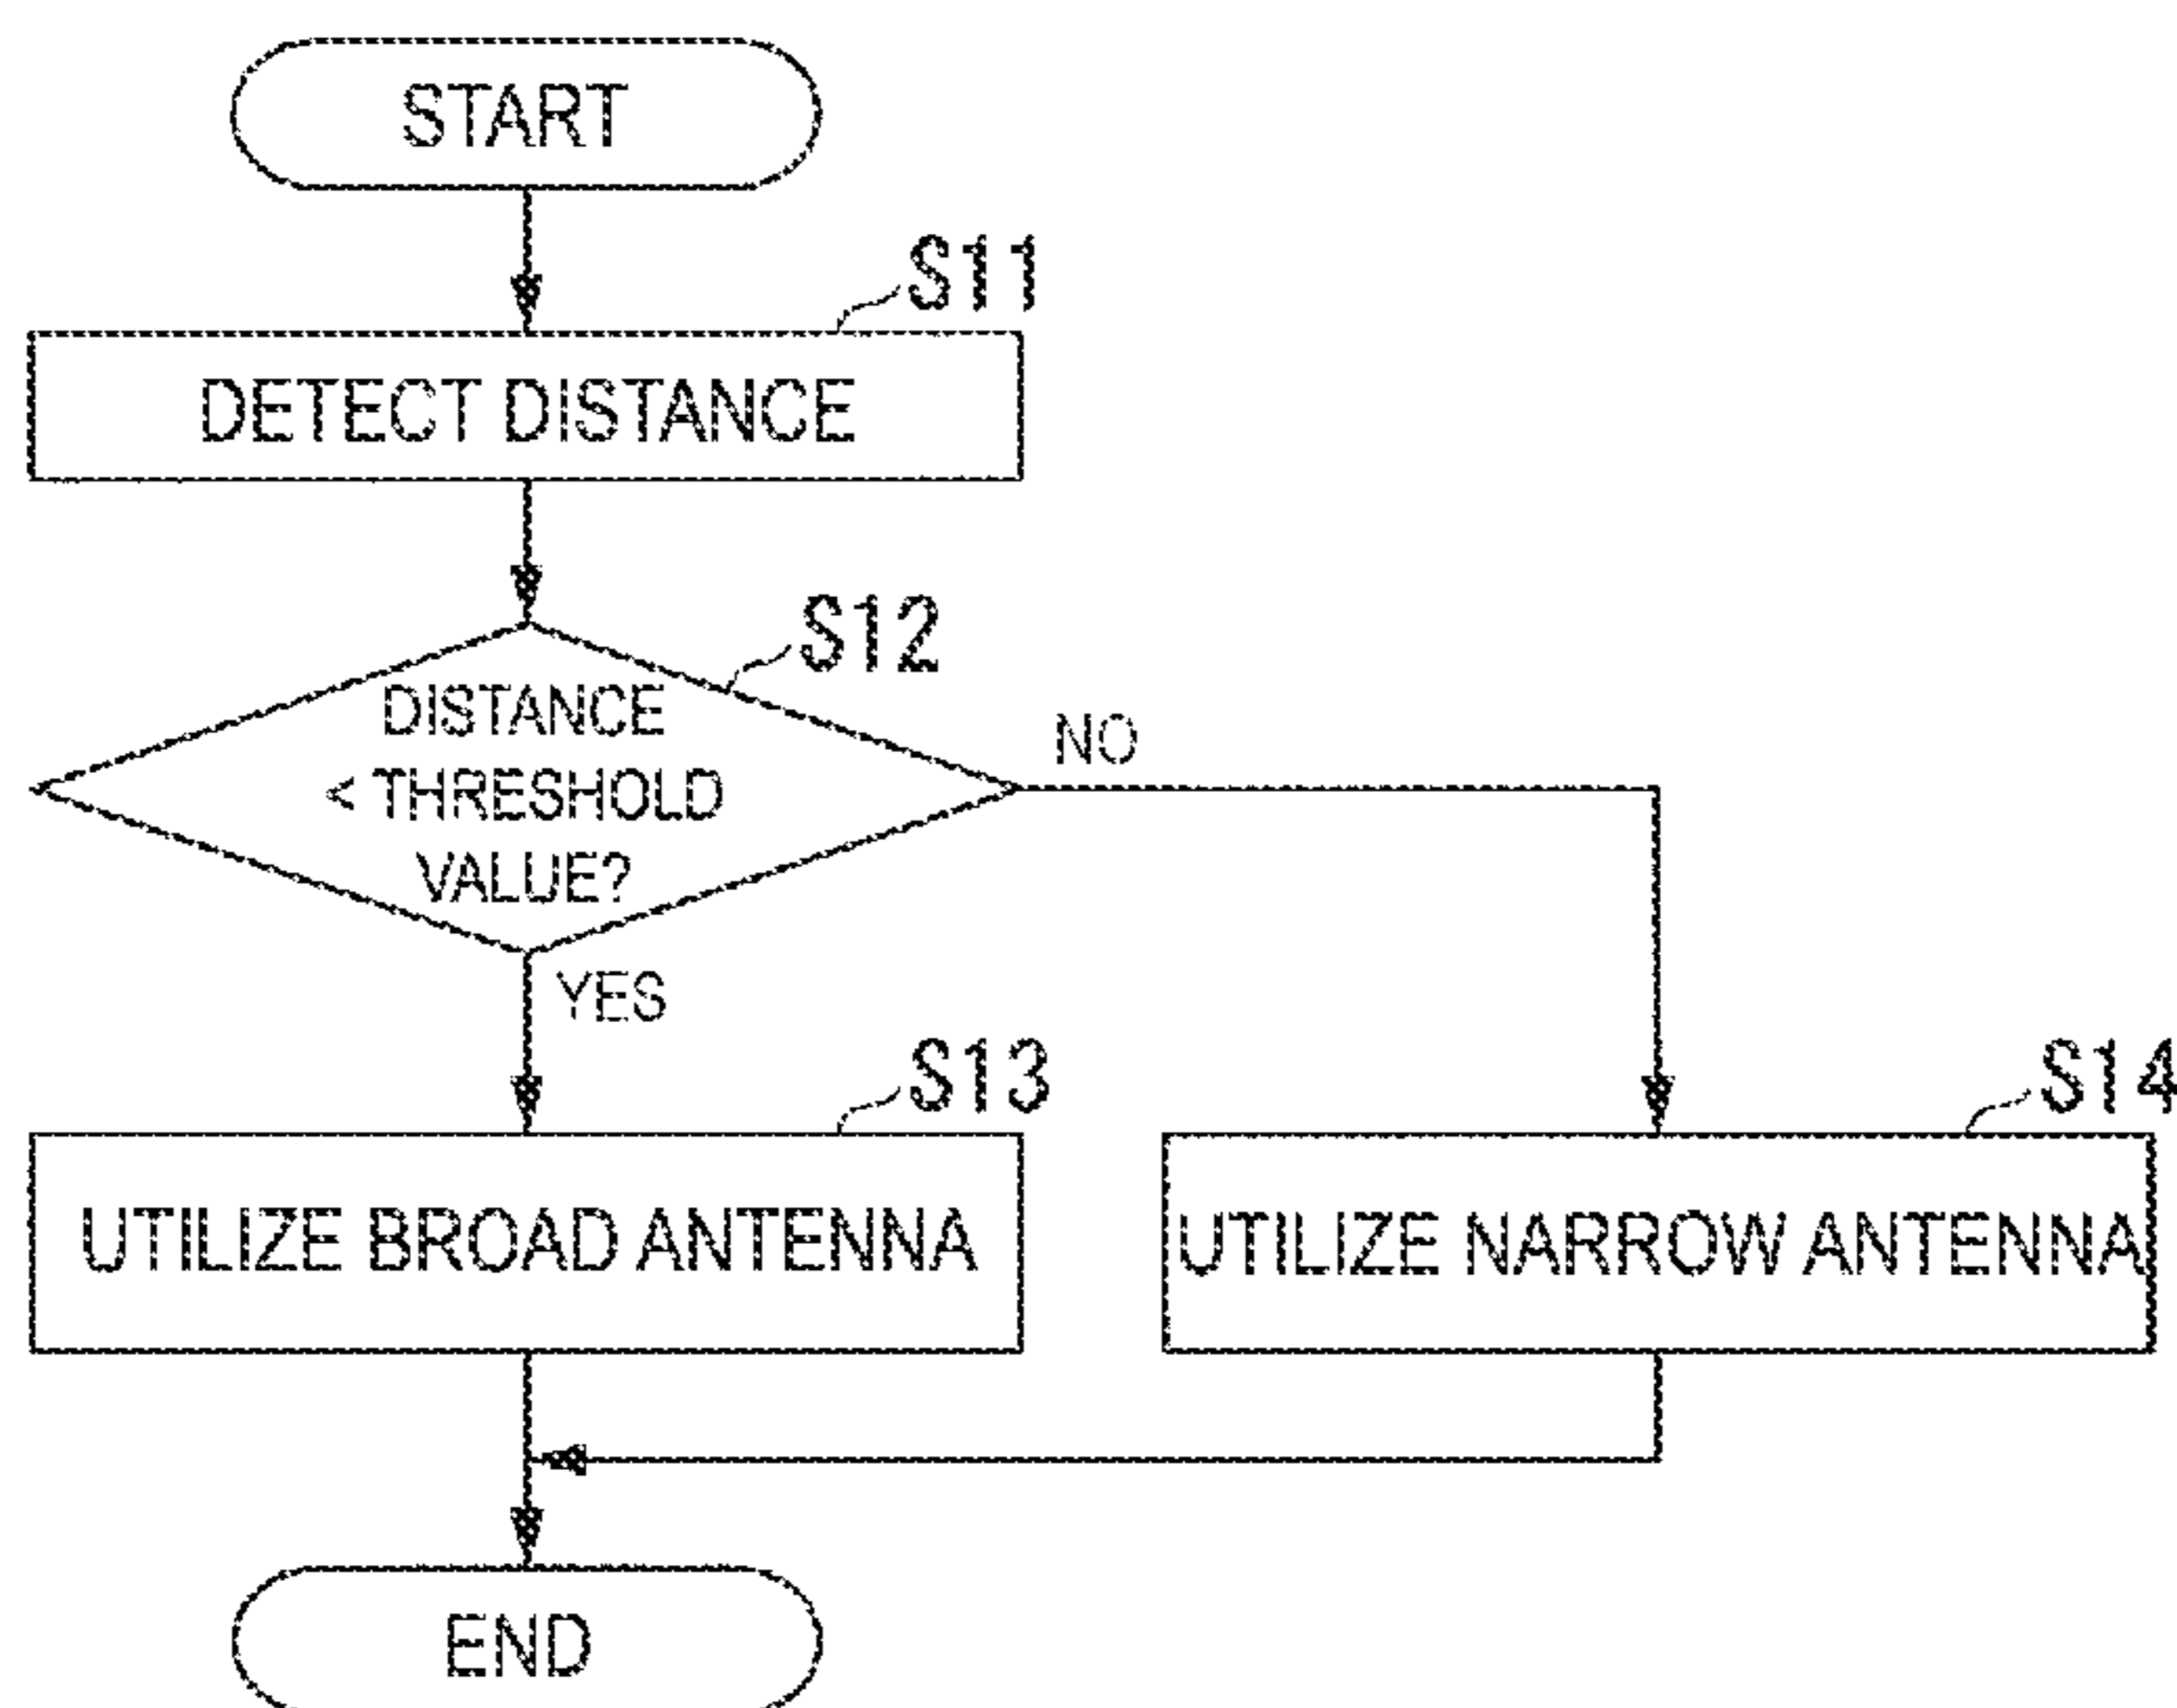 START
S11
DETECT DISTANCE
S12
DISTANCE
< THRESHOLD
VALUE?
NO
YES
S13
S14
UTILIZE BROAD ANTENNA
UTILIZE NARROW ANTENNA
END